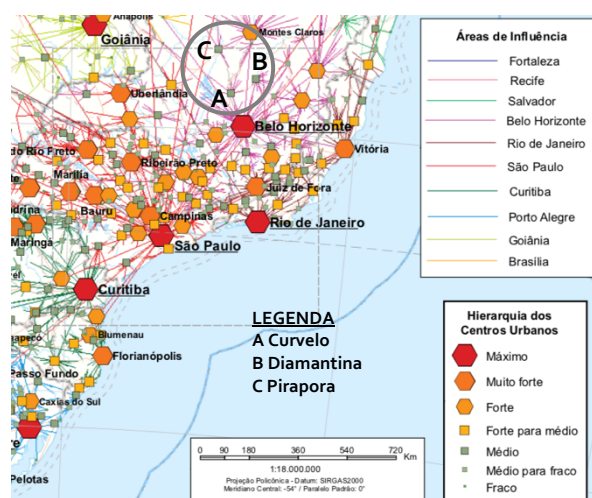 Anápolis
Goiânia
Montes Claros
C
B
A
Uberlândia
Belo Horizonte
Vitória
do Rio Preto
Ribeirão Preto
Marília
Juiz de Fora
Bauru
Campinas
Rio de Janeiro
Maringá
São Paulo
Curitiba
Blumenau
Florianópolis
Passo Fundo
Caxias do Sul
Pelotas
LEGENDA
A Curvelo
B Diamantina
C Pirapora
Áreas de Influência
Fortaleza
Recife
Salvador
Belo Horizonte
Rio de Janeiro
São Paulo
Curitiba
Porto Alegre
Goiânia
Brasília
Hierarquia dos
Centros Urbanos
Máximo
Muito forte
Forte
Forte para médio
Médio
Médio para fraco
Fraco
0 90 180 360 540 720
Km
1:18.000.000
Projeção Policônica - Datum: SIRGAS2000
Meridiano Central: -54° / Paralelo Padrão: 0°